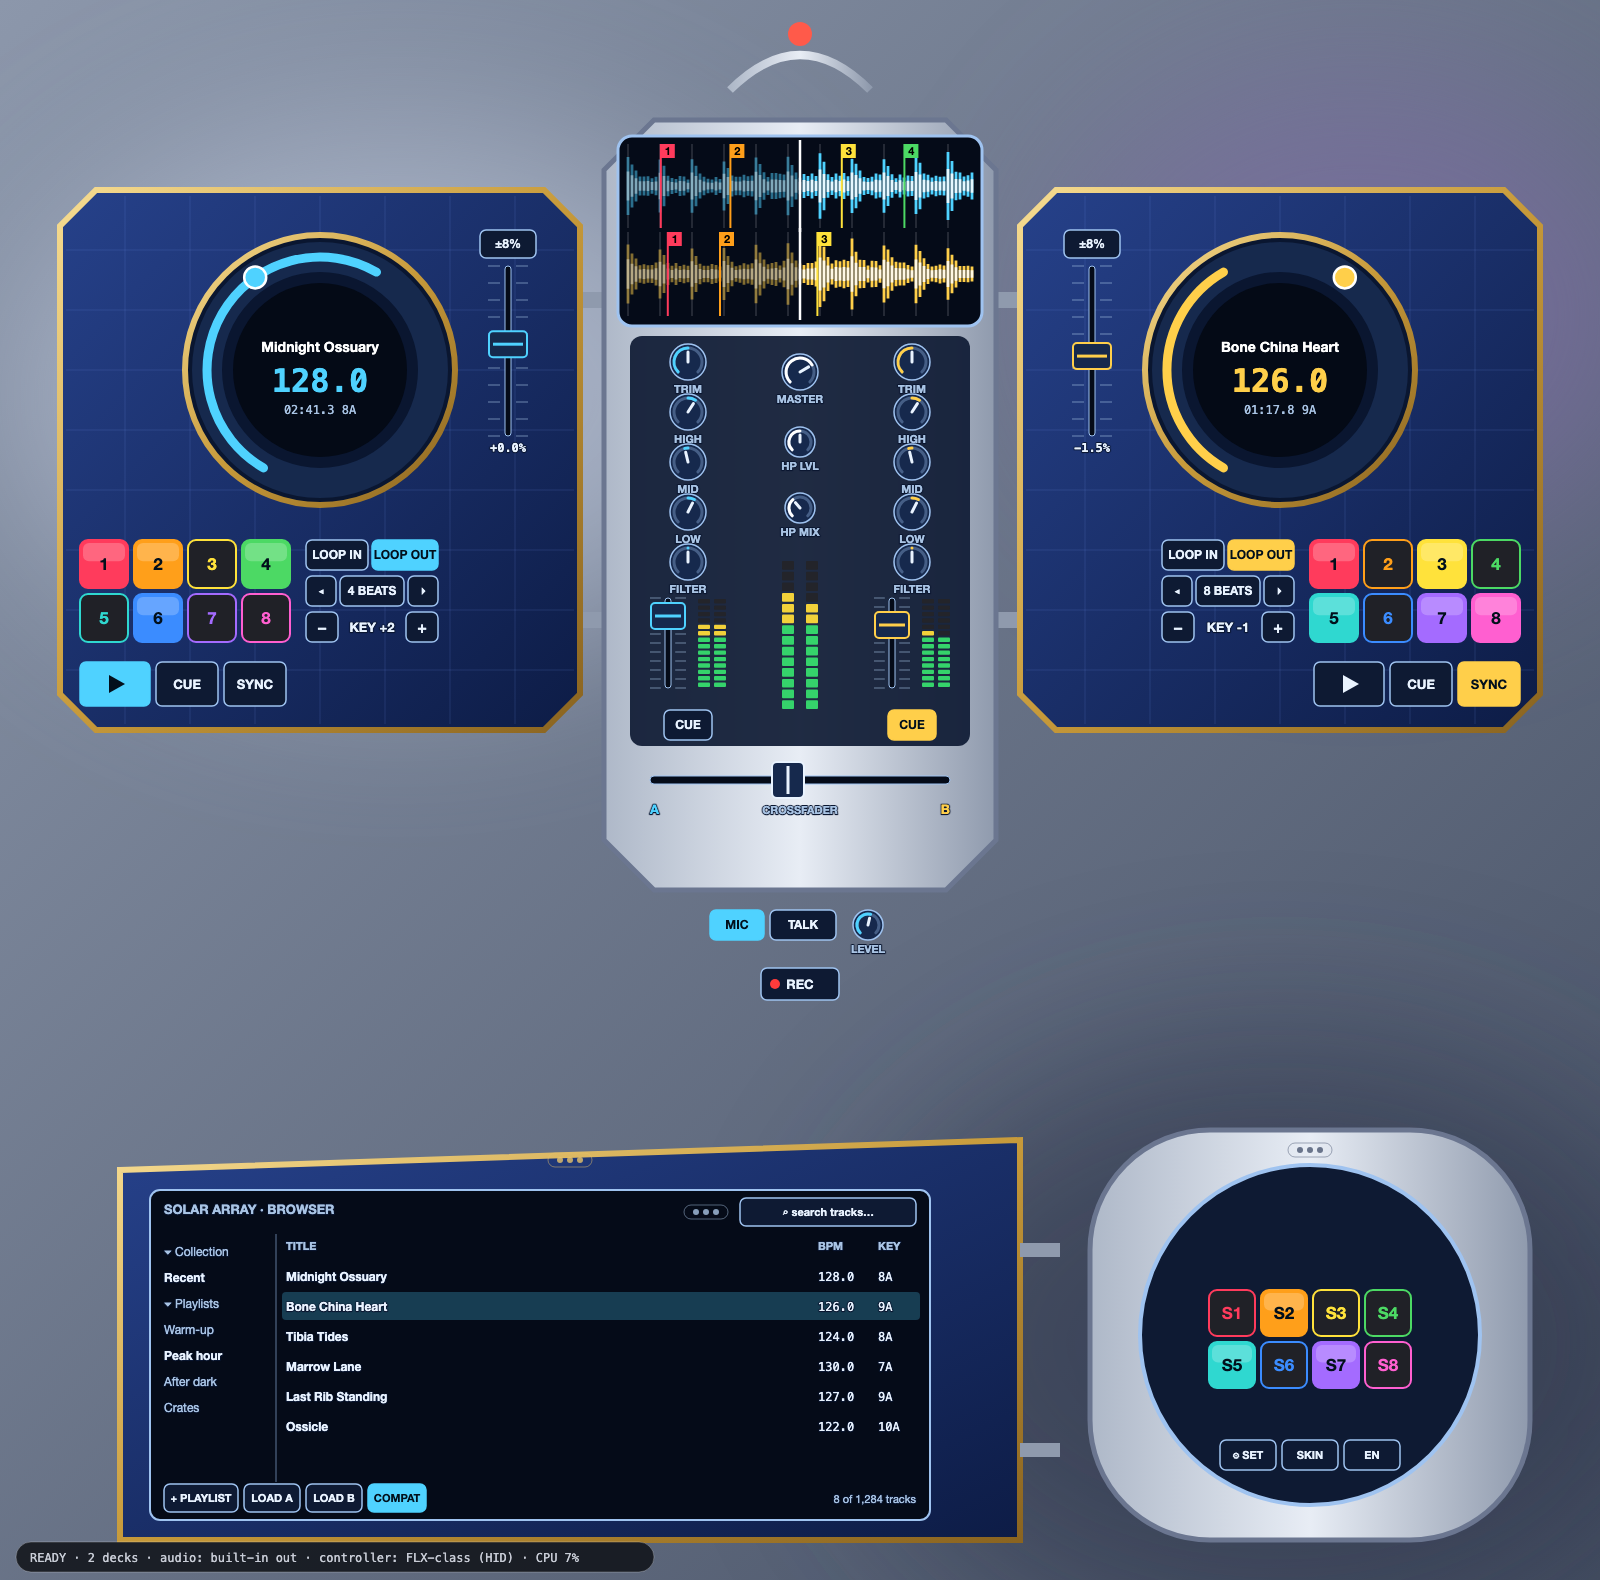 1 2 3 4
1 2 3
±8%
Midnight Ossuary
128.0
02:41.3 8A
+0.0%
1 2 3 4
5 6 7 8
LOOP IN LOOP OUT
4 BEATS
− KEY +2 +
CUE SYNC
TRIM
HIGH
MID
LOW
FILTER
CUE
MASTER
HP LVL
HP MIX
TRIM
HIGH
MID
LOW
FILTER
CUE
A CROSSFADER B
±8%
Bone China Heart
126.0
01:17.8 9A
−1.5%
LOOP IN LOOP OUT
8 BEATS
− KEY -1 +
1 2 3 4
5 6 7 8
CUE SYNC
MIC TALK LEVEL
REC
SOLAR ARRAY · BROWSER
search tracks...
Collection
Recent
Playlists
Warm-up
Peak hour
After dark
Crates
TITLE BPM KEY
Midnight Ossuary 128.0 8A
Bone China Heart 126.0 9A
Tibia Tides 124.0 8A
Marrow Lane 130.0 7A
Last Rib Standing 127.0 9A
Ossicle 122.0 10A
+ PLAYLIST LOAD A LOAD B COMPAT
8 of 1,284 tracks
S1 S2 S3 S4
S5 S6 S7 S8
⚙ SET SKIN EN
READY · 2 decks · audio: built-in out · controller: FLX-class (HID) · CPU 7%